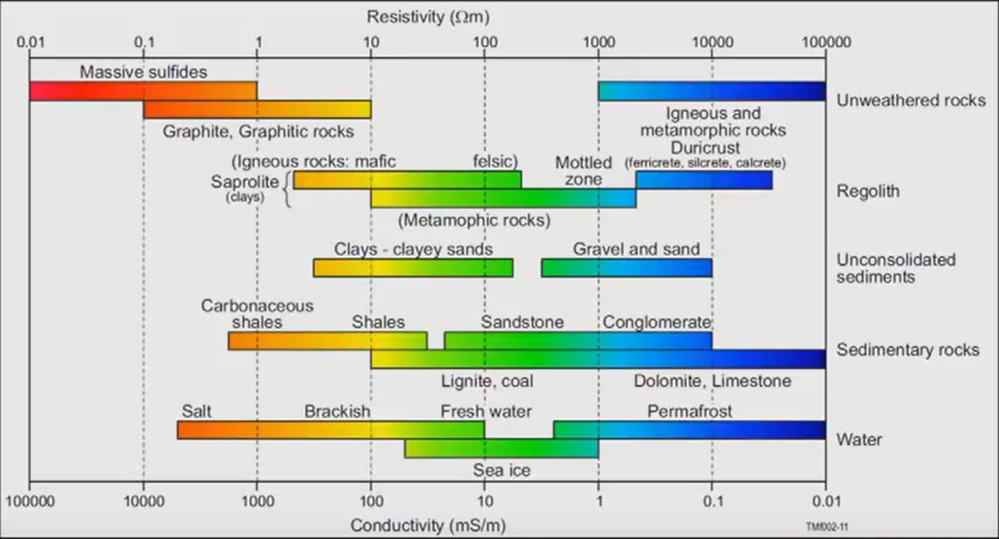 Resistivity (Ωm)
0.01 0.1 1 10 100 1000 10000 100000
Massive sulfides
Unweathered rocks
Graphite, Graphitic rocks
Igneous and
metamorphic rocks
Duricrust
(ferricrete, silcrete, calcrete)
(Igneous rocks: mafic felsic)
Mottled
zone
Saprolite
(clays)
Regolith
(Metamophic rocks)
Clays - clayey sands
Gravel and sand
Unconsolidated
sediments
Carbonaceous
shales
Shales
Sandstone
Conglomerate
Sedimentary rocks
Lignite, coal
Dolomite, Limestone
Salt
Brackish
Fresh water
Permafrost
Water
Sea ice
100000 10000 1000 100 10 1 0.1 0.01
Conductivity (mS/m)